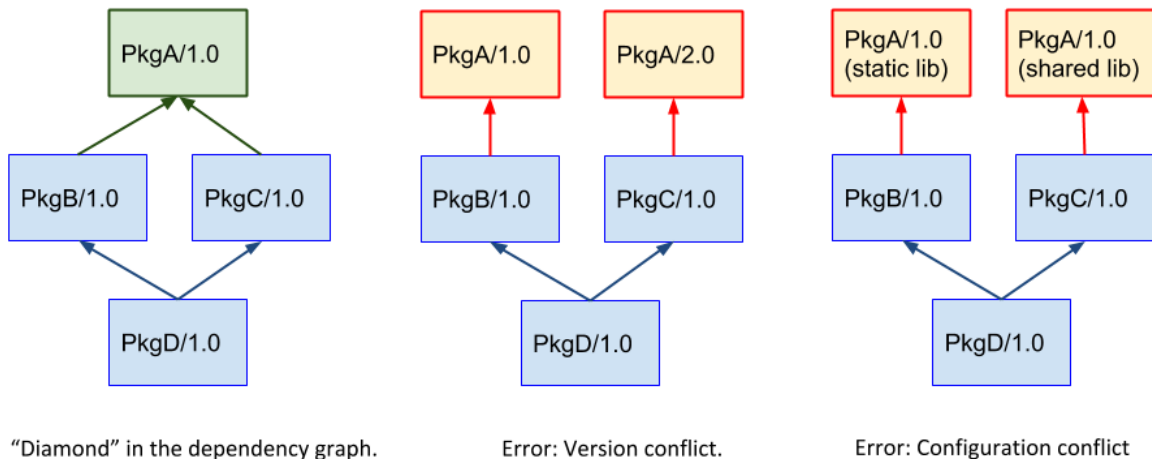 PkgA/1.0
PkgB/1.0
PkgC/1.0
PkgD/1.0
“Diamond” in the dependency graph.
PkgA/1.0
PkgA/2.0
PkgB/1.0
PkgC/1.0
PkgD/1.0
Error: Version conflict.
PkgA/1.0
(static lib)
PkgA/1.0
(shared lib)
PkgB/1.0
PkgC/1.0
PkgD/1.0
Error: Configuration conflict